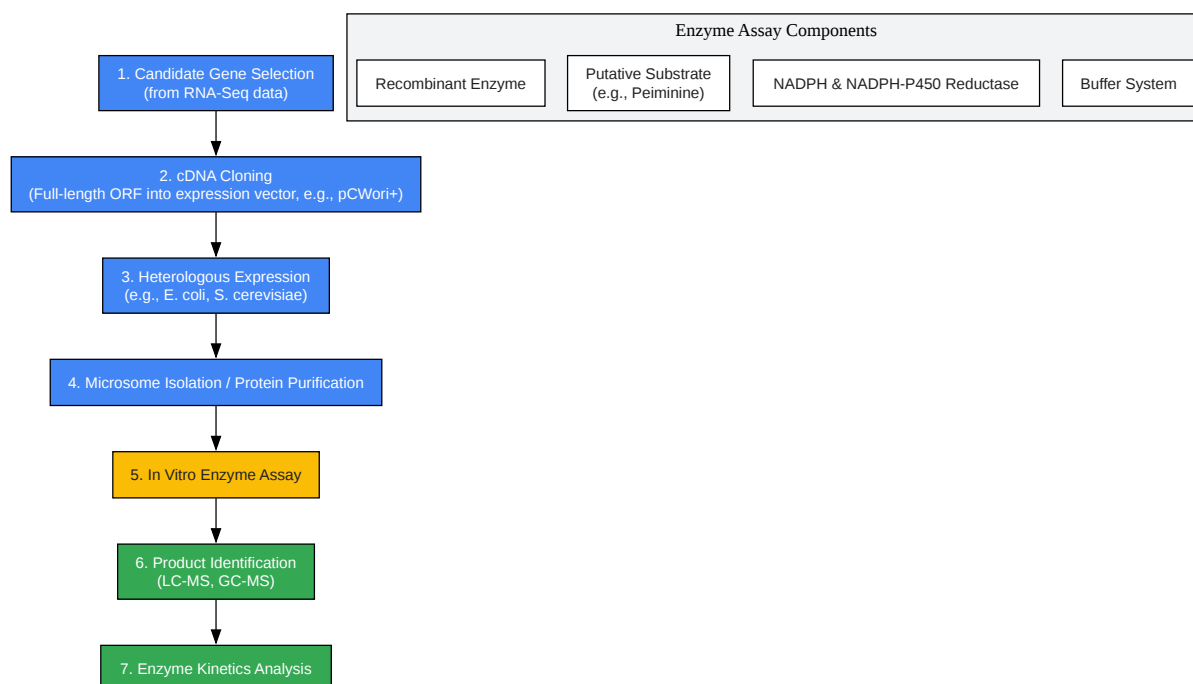 Enzyme Assay Components
Recombinant Enzyme
Putative Substrate
(e.g., Peiminine)
NADPH & NADPH-P450 Reductase
Buffer System
1. Candidate Gene Selection
(from RNA-Seq data)
2. cDNA Cloning
(Full-length ORF into expression vector, e.g., pCWori+)
3. Heterologous Expression
(e.g., E. coli, S. cerevisiae)
4. Microsome Isolation / Protein Purification
5. In Vitro Enzyme Assay
6. Product Identification
(LC-MS, GC-MS)
7. Enzyme Kinetics Analysis